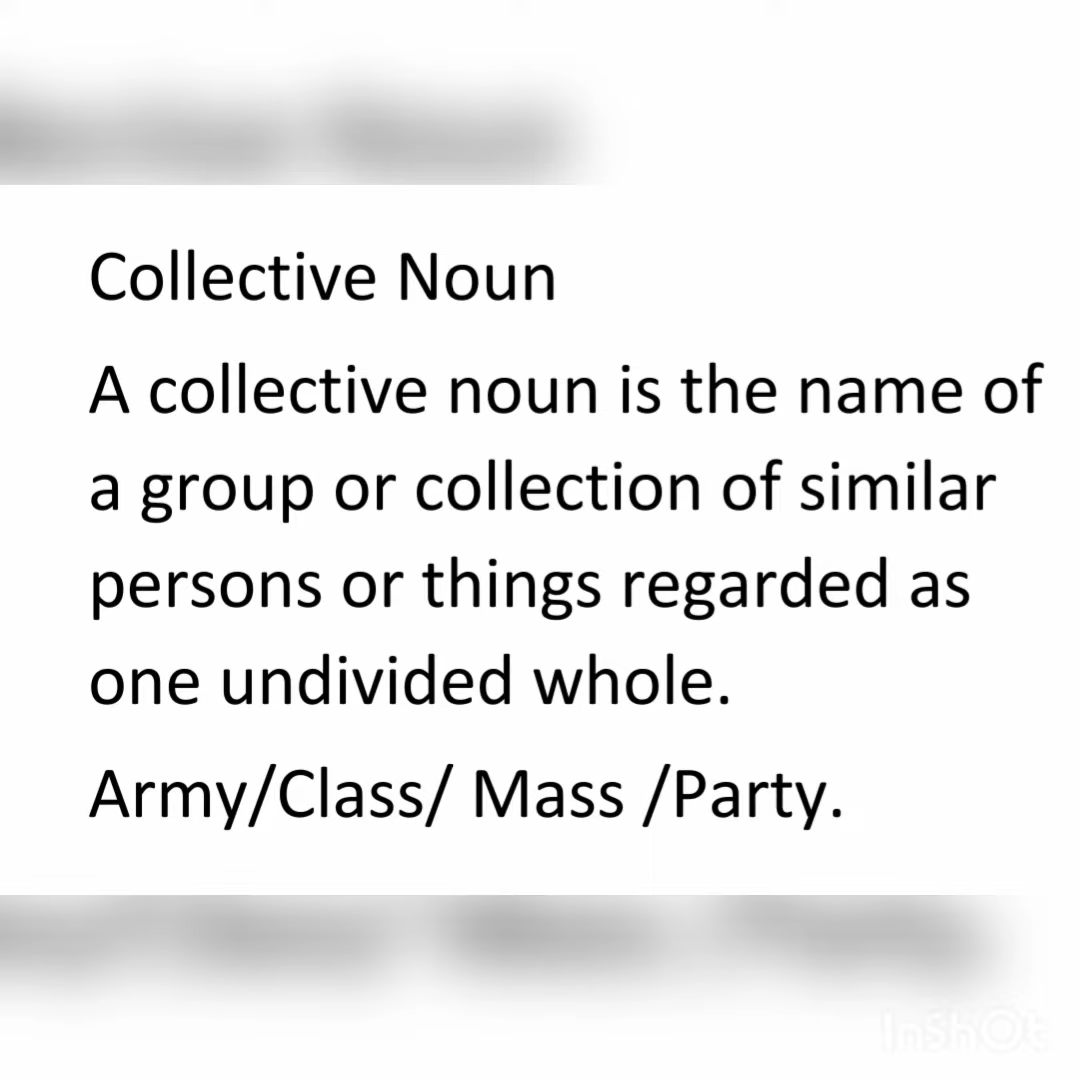 Collective Noun
A collective noun is the name of
a group or collection of similar
persons or things regarded as
one undivided whole.
Army/Class/ Mass /Party.
InShOt